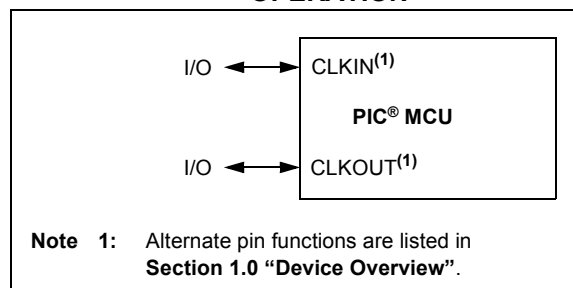 OPERATION
I/O CLKIN(1)
PIC® MCU
I/O CLKOUT(1)
Note 1: Alternate pin functions are listed in
Section 1.0 “Device Overview”.